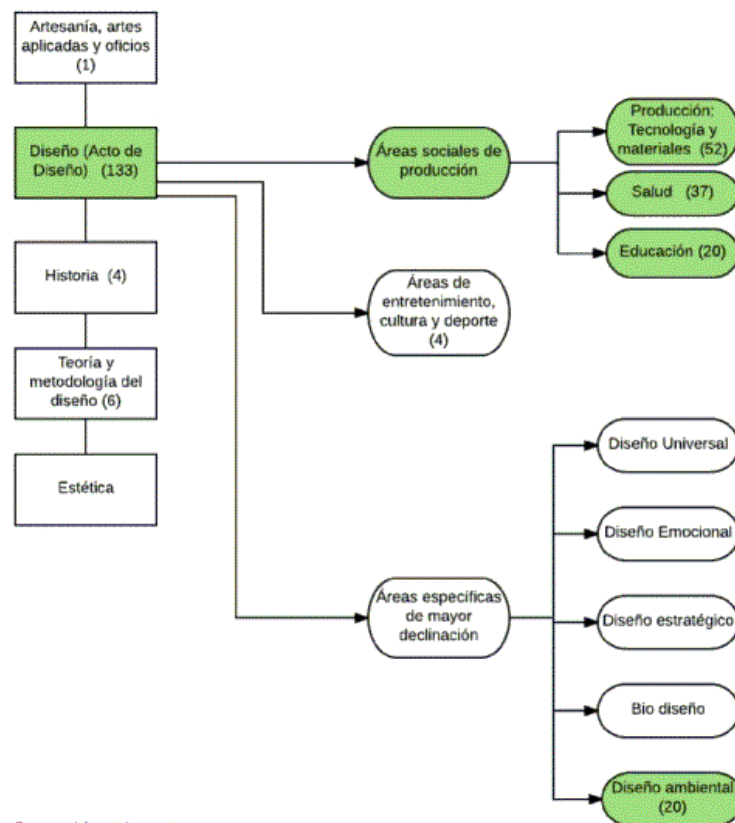 Artesanía, artes
aplicadas y oficios
(1)
Diseño (Acto de
Diseño) (133)
Historia (4)
Teoría y
metodología del
diseño (6)
Estética
Áreas sociales de
producción
Áreas de
entretenimiento,
cultura y deporte
(4)
Áreas específicas
de mayor
declinación
Producción:
Tecnología y
materiales (52)
Salud (37)
Educación (20)
Diseño Universal
Diseño Emocional
Diseño estratégico
Bio diseño
Diseño ambiental
(20)